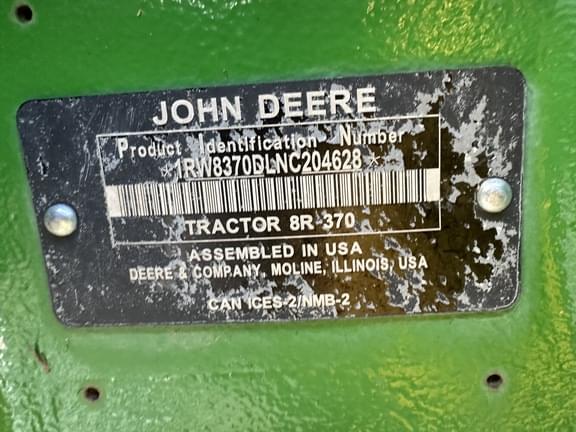 JOHN DEERE
Product Identification Number
*1RW8370DLNC204628*
TRACTOR 8R 370
ASSEMBLED IN USA
DEERE & COMPANY, MOLINE, ILLINOIS, USA
CAN ICES-2/NMB-2